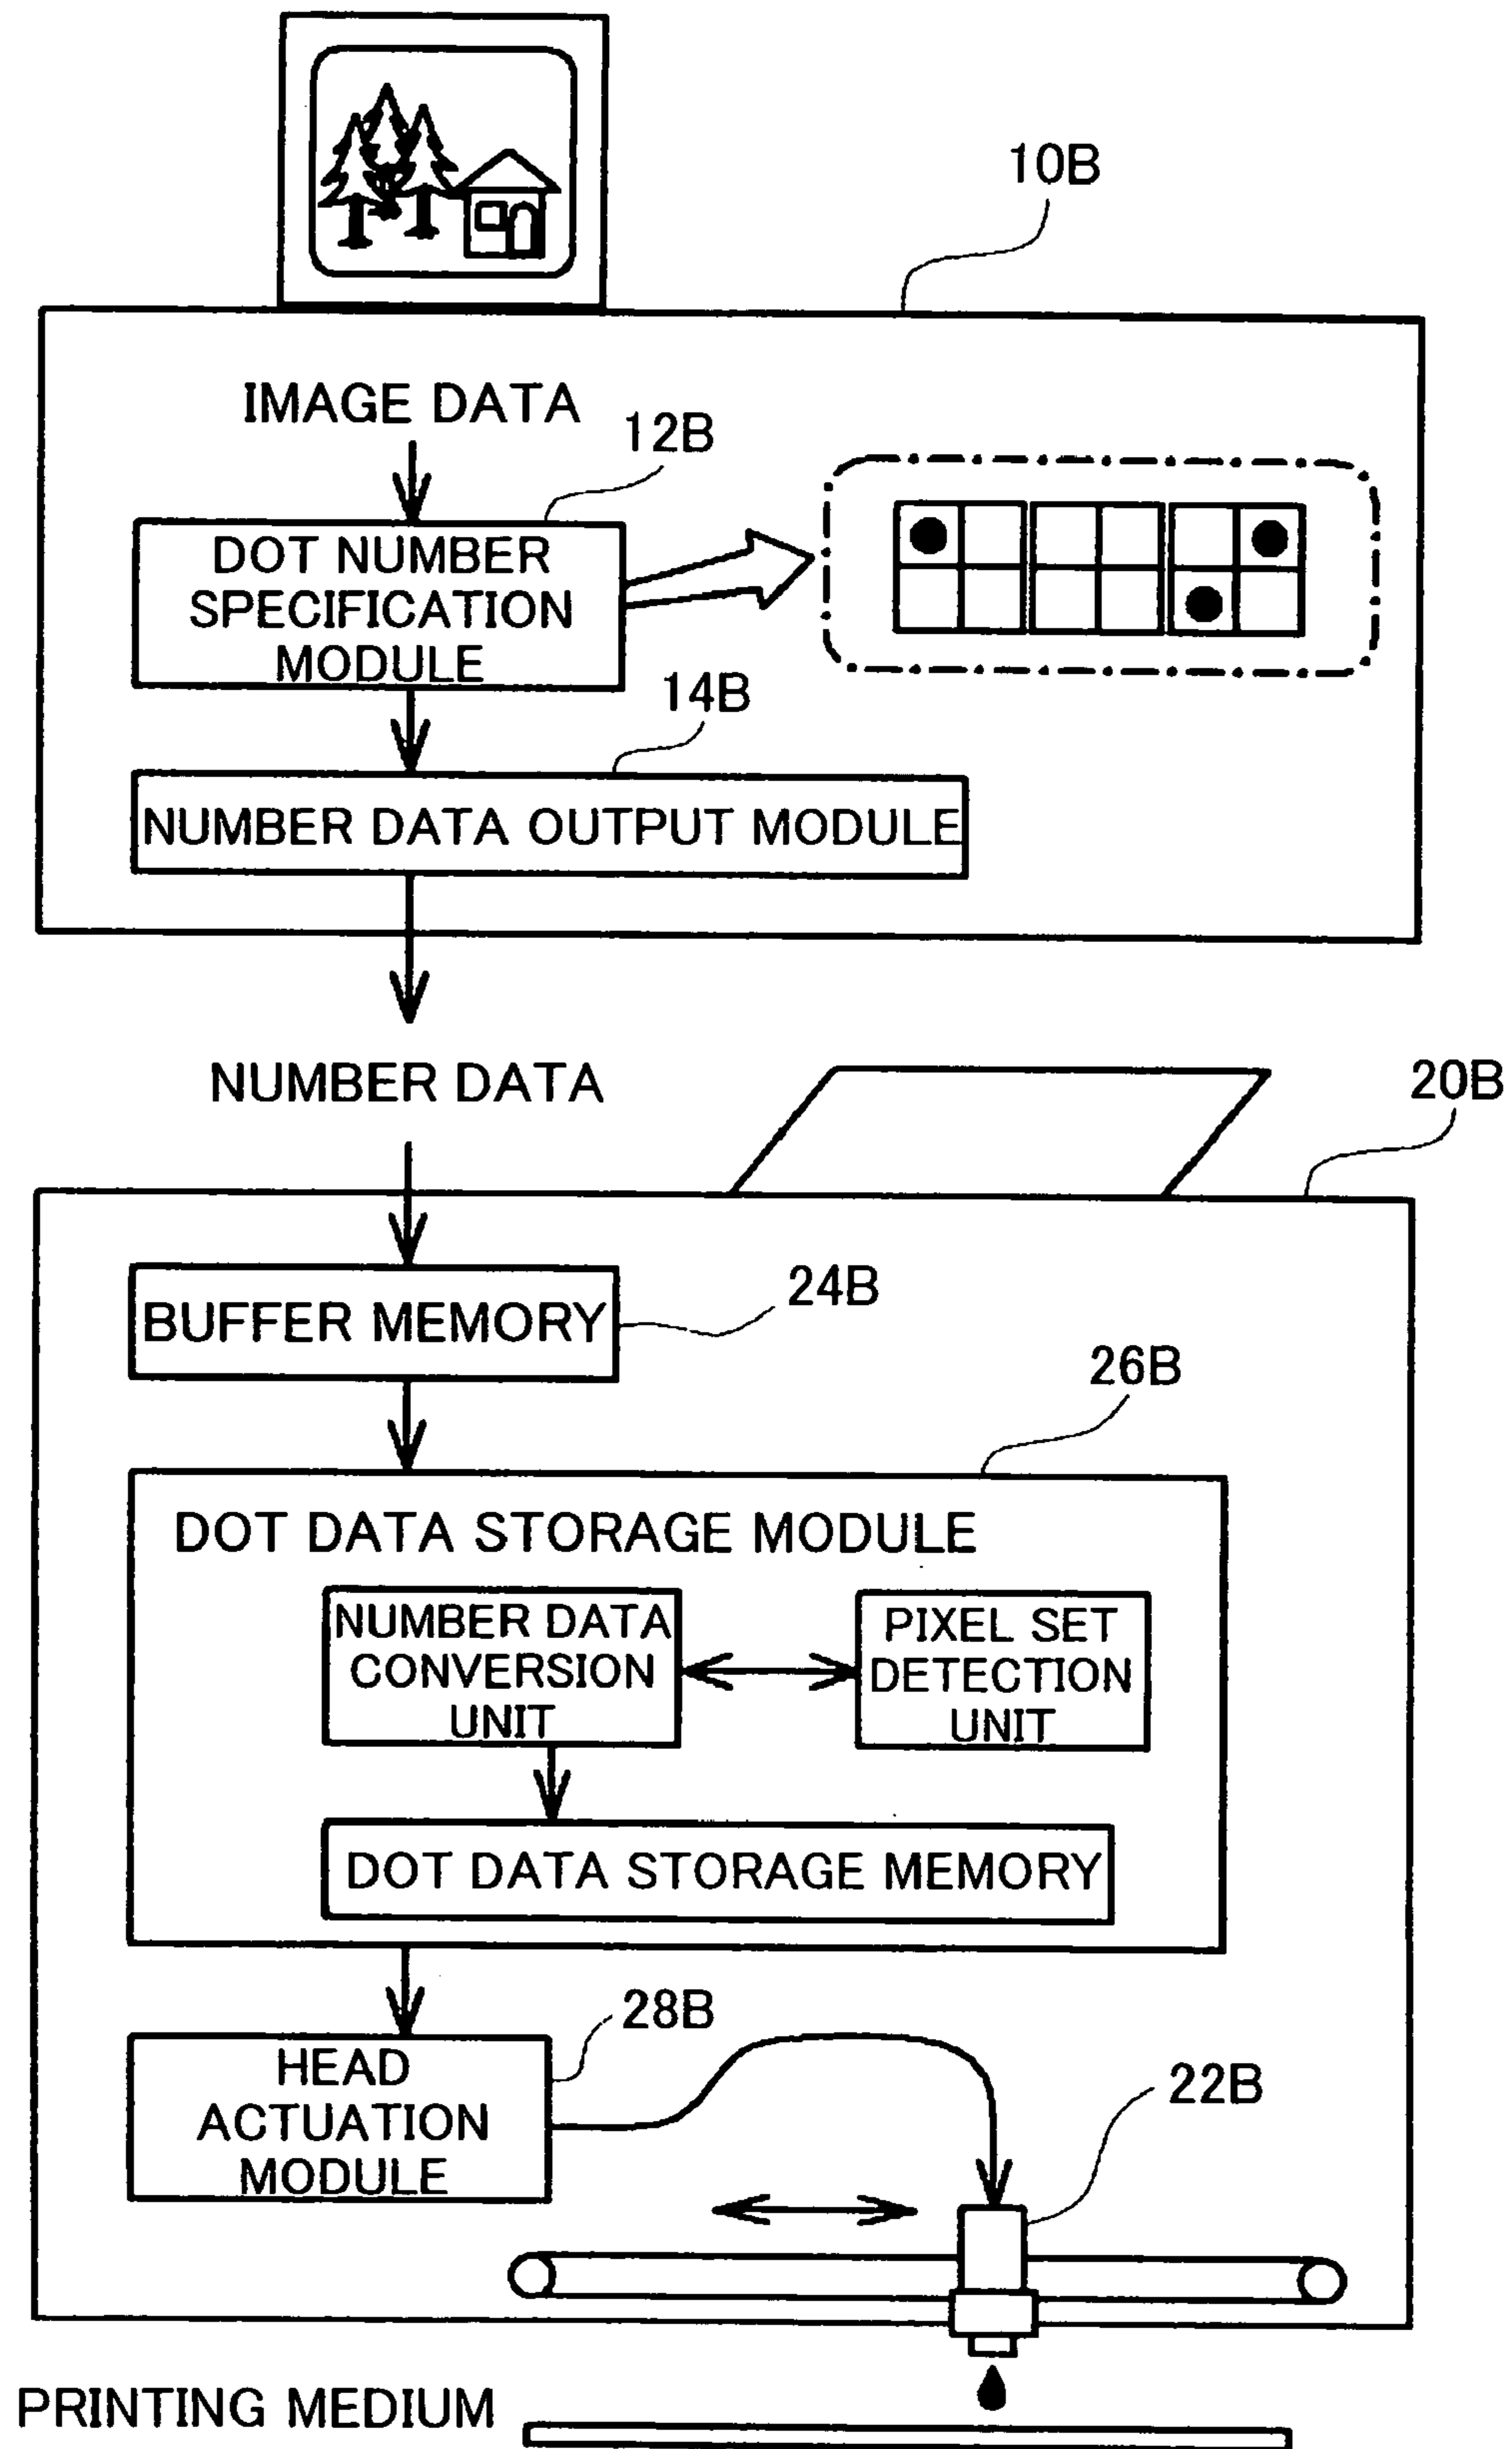 10B
IMAGE DATA
12B
DOT NUMBER
SPECIFICATION
MODULE
14B
NUMBER DATA OUTPUT MODULE
NUMBER DATA
20B
BUFFER MEMORY
24B
26B
DOT DATA STORAGE MODULE
NUMBER DATA
CONVERSION
UNIT
PIXEL SET
DETECTION
UNIT
DOT DATA STORAGE MEMORY
28B
HEAD
ACTUATION
MODULE
22B
PRINTING MEDIUM